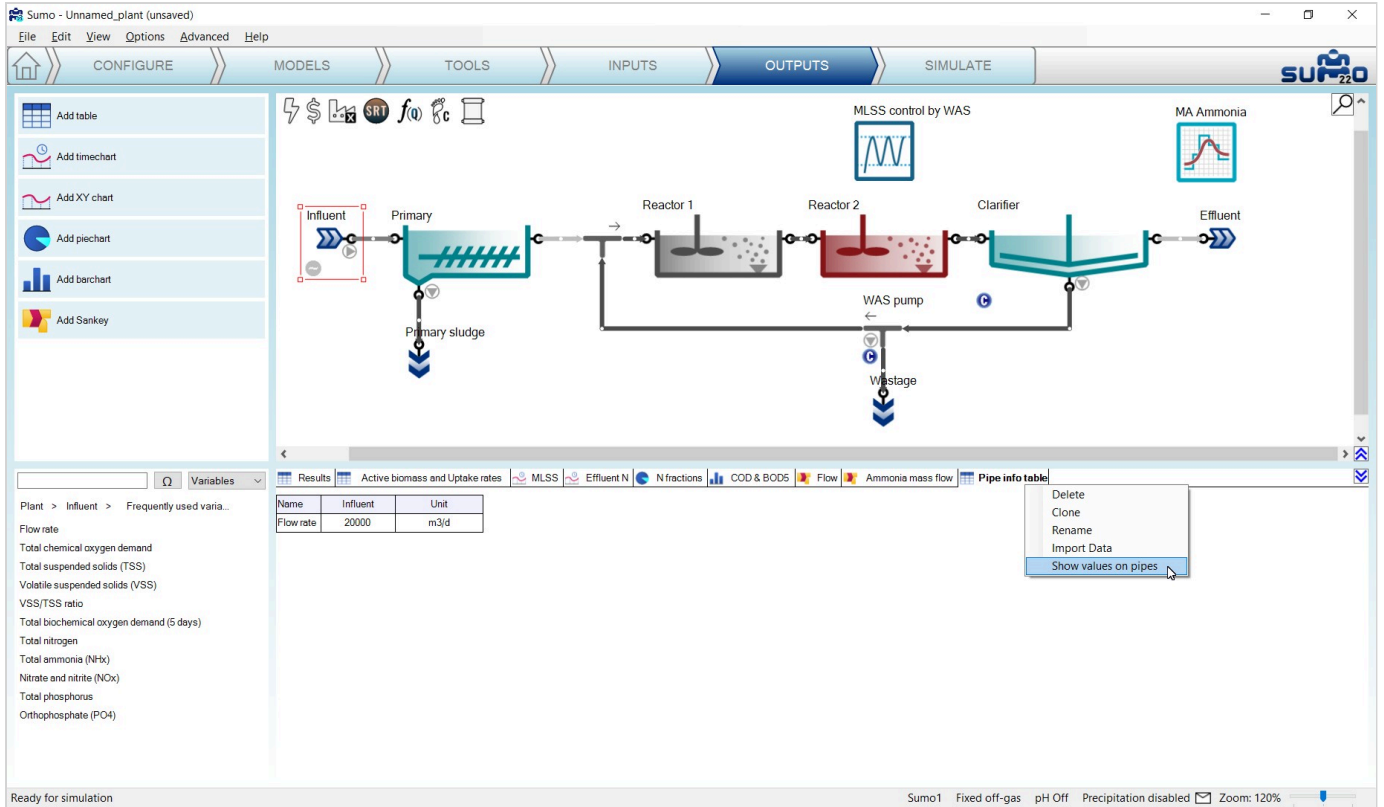 Sumo - Unnamed_plant (unsaved)
File Edit View Options Advanced Help
CONFIGURE MODELS TOOLS INPUTS OUTPUTS SIMULATE
SUMO 22
Add table
Add timechart
Add XY chart
Add piechart
Add barchart
Add Sankey
$ SRT f(Q) c
MLSS control by WAS
MA Ammonia
Influent
Primary
Reactor 1
Reactor 2
Clarifier
Effluent
WAS pump
C
C
Primary sludge
Wastage
Ω Variables
Plant > Influent > Frequently used varia...
Flow rate
Total chemical oxygen demand
Total suspended solids (TSS)
Volatile suspended solids (VSS)
VSS/TSS ratio
Total biochemical oxygen demand (5 days)
Total nitrogen
Total ammonia (NHx)
Nitrate and nitrite (NOx)
Total phosphorus
Orthophosphate (PO4)
Results Active biomass and Uptake rates MLSS Effluent N N fractions COD & BOD5 Flow Ammonia mass flow Pipe info table
Name Influent Unit
Flow rate 20000 m3/d
Delete
Clone
Rename
Import Data
Show values on pipes
Ready for simulation
Sumo1 Fixed off-gas pH Off Precipitation disabled Zoom: 120%